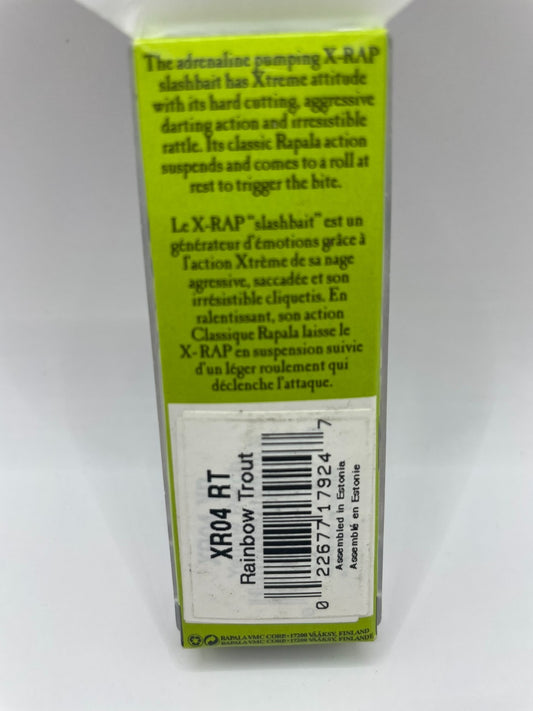 The adrenaline pumping X-RAP
slashbait has Xtreme attitude
with its hard cutting, aggressive
darting action and irresistible
rattle. Its classic Rapala action
suspends and comes to a roll at
rest to trigger the bite.
Le X-RAP "slashbait" est un
générateur d'émotions grâce à
l'action Xtrème de sa nage
agressive, saccadée et son
irrésistible cliquetis. En
ralentissant, son action
Classique Rapala laisse le
X-RAP en suspension suivie
d'un léger roulement qui
déclenche l'attaque.
XR04 RT
Rainbow Trout
0 22677 17924 7
Assembled in Estonia
Assemblé en Estonie
RAPALA VMC CORP • 17200 VÄÄKSY, FINLAND
RAPALA VMC CORP • 17200 VÄÄKSY, FINLANDE